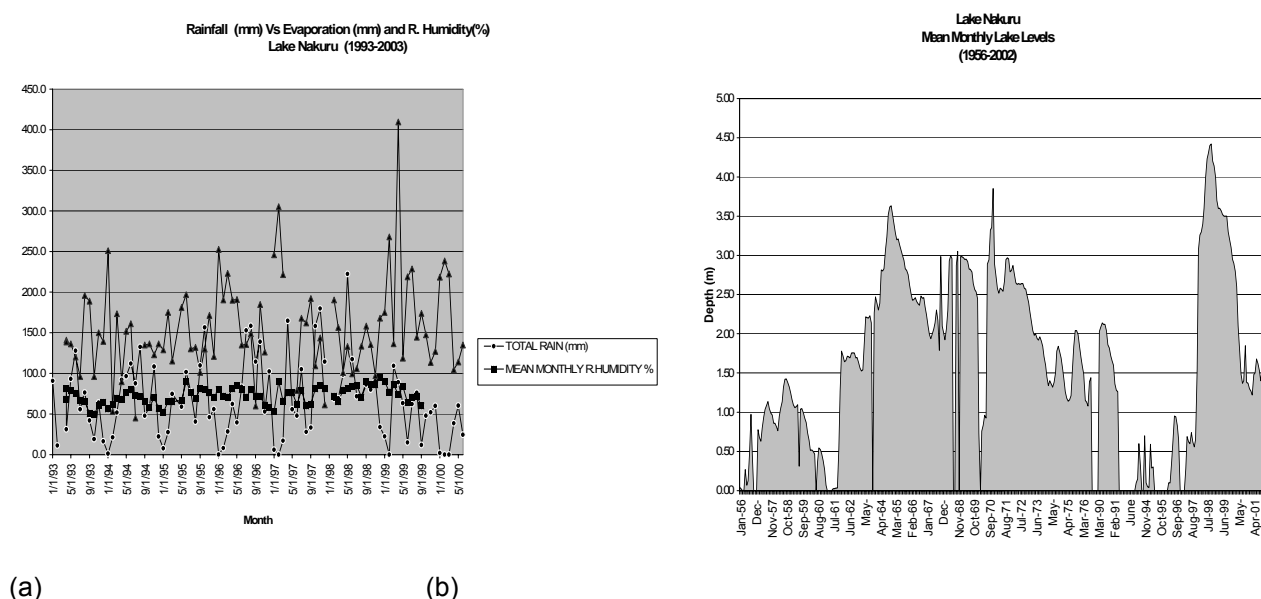 Rainfall (mm) Vs Evaporation (mm) and R. Humidity(%)
Lake Nakuru (1993-2003)
450.0
400.0
350.0
300.0
250.0
200.0
150.0
100.0
50.0
0.0
1/1/93
5/1/93
9/1/93
1/1/94
5/1/94
9/1/94
1/1/95
5/1/95
9/1/95
1/1/96
5/1/96
9/1/96
1/1/97
5/1/97
9/1/97
1/1/98
5/1/98
9/1/98
1/1/99
5/1/99
9/1/99
1/1/00
5/1/00
Month
TOTAL RAIN (mm)
MEAN MONTHLY R.HUMIDITY %
(a)
Lake Nakuru
Mean Monthly Lake Levels
(1956-2002)
Depth (m)
5.00
4.50
4.00
3.50
3.00
2.50
2.00
1.50
1.00
0.50
0.00
Jan-56
Dec-
Nov-57
Oct-58
Sep-59
Aug-60
Jul-61
Jun-62
May-
Apr-64
Mar-65
Feb-66
Jan-67
Dec-
Nov-68
Oct-69
Sep-70
Aug-71
Jul-72
Jun-73
May-
Apr-75
Mar-76
Mar-90
Feb-91
June
Nov-94
Oct-95
Sep-96
Aug-97
Jul-98
Jun-99
May-
Apr-01
(b)